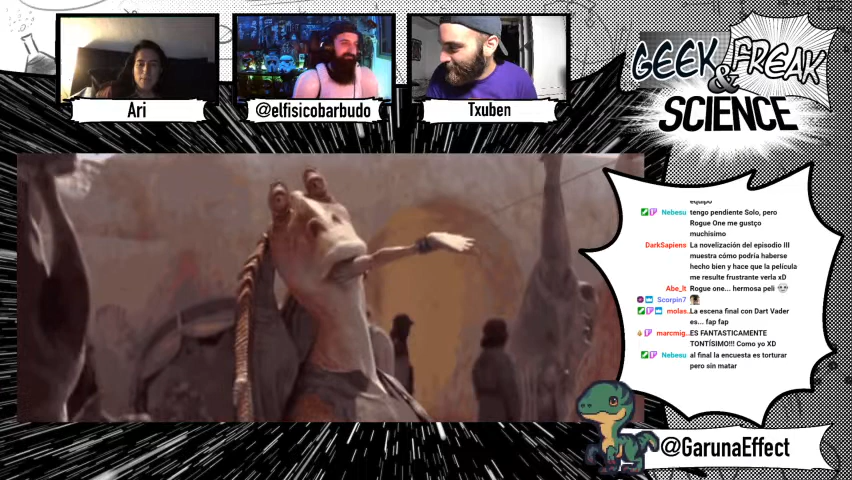 GEEK
& FREAK
SCIENCE
Ari
@elfisicobarbudo
Txuben
equipo
Nebesu tengo pendiente Solo, pero
Rogue One me gustço
muchísimo
DarkSapiens: La novelización del episodio III
muestra cómo podría haberse
hecho bien y hace que la película
me resulte frustrante verla xD
Abe_lt Rogue one... hermosa peli
Scorpin7
molas.. La escena final con Dart Vader
es... fap fap
marcmig.. ES FANTASTICAMENTE
TONTÍSIMO!!! Como yo XD
Nebesu al final la encuesta es torturar
pero sin matar
@GarunaEffect